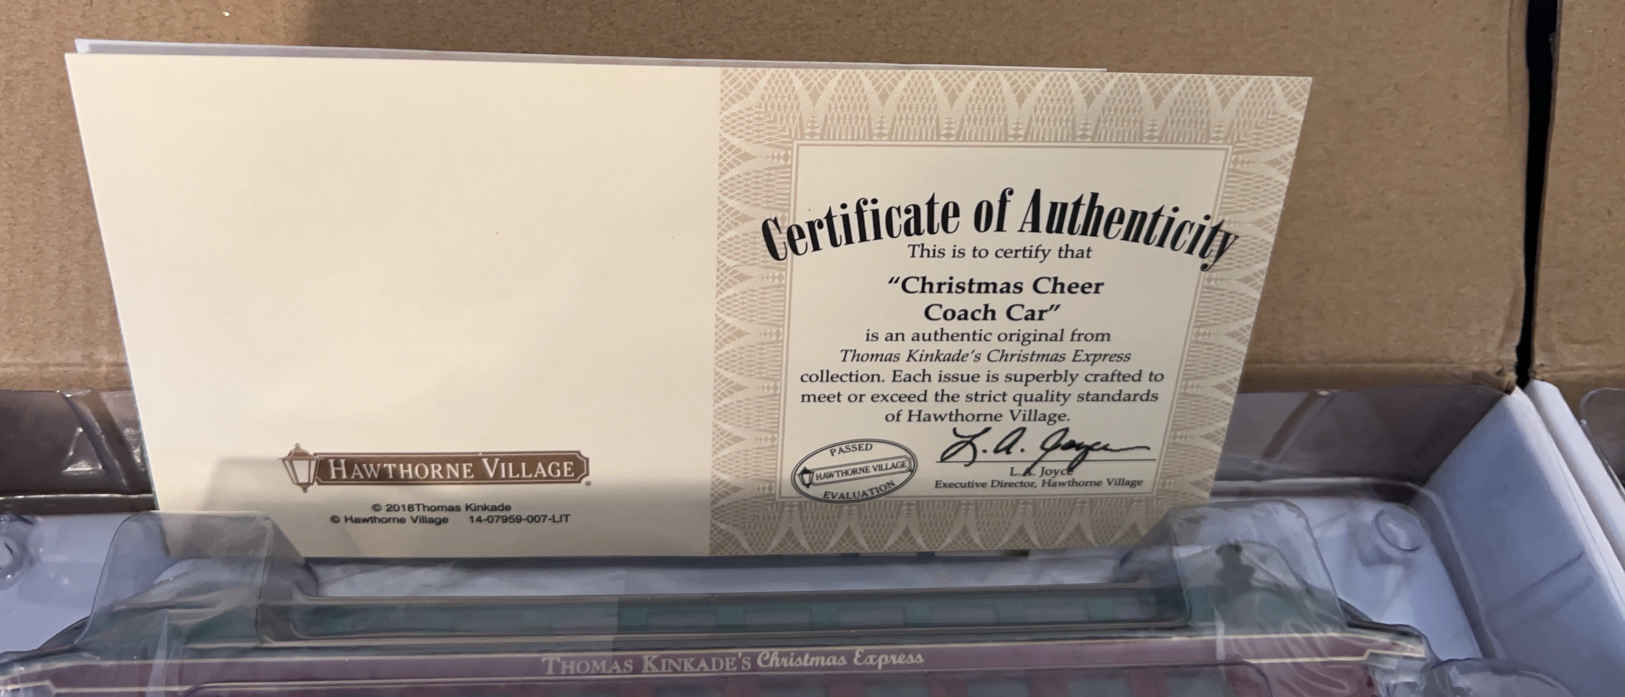 Certificate of Authenticity
This is to certify that
“Christmas Cheer
Coach Car”
is an authentic original from
Thomas Kinkade's Christmas Express
collection. Each issue is superbly crafted to
meet or exceed the strict quality standards
of Hawthorne Village.
L. A. Joyce
L.A. Joyce
Executive Director, Hawthorne Village
PASSED
HAWTHORNE VILLAGE
EVALUATION
HAWTHORNE VILLAGE
© 2018Thomas Kinkade
© Hawthorne Village 14-07959-007-LIT
THOMAS KINKADE'S Christmas Express